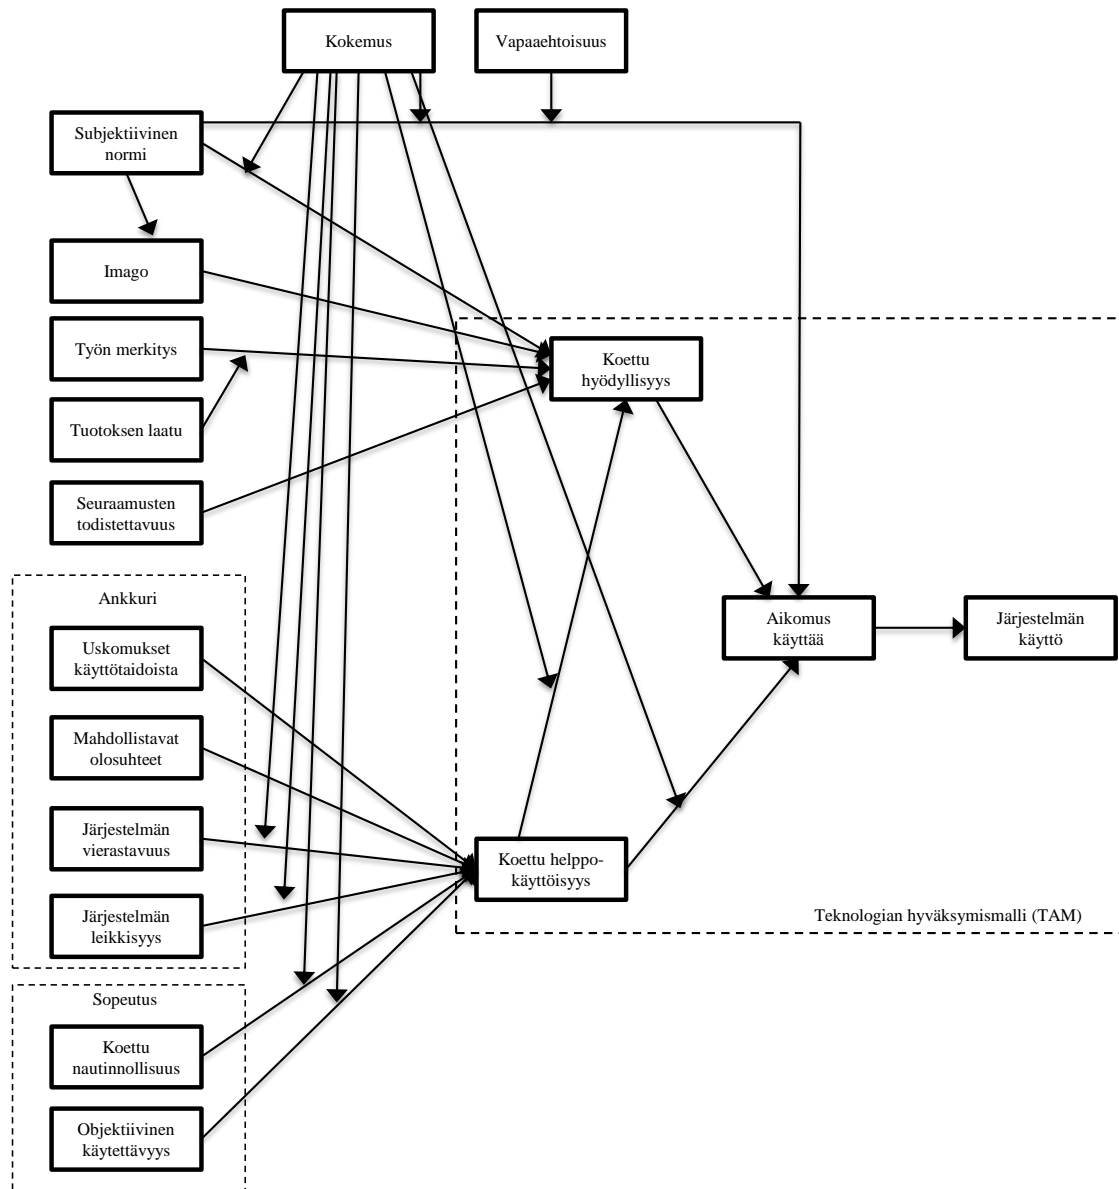 Kokemus
Vapaaehtoisuus
Subjektiivinen
normi
Imago
Työn merkitys
Koettu
hyödyllisyys
Tuotoksen laatu
Seuraamusten
todistettavuus
Ankkuri
Uskomukset
käyttötaidoista
Aikomus
käyttää
Järjestelmän
käyttö
Mahdollistavat
olosuhteet
Järjestelmän
vierastavuus
Koettu helppo-
käyttöisyys
Järjestelmän
leikkisyys
Teknologian hyväksymismalli (TAM)
Sopeutus
Koettu
nautinnollisuus
Objektiivinen
käytettävyys